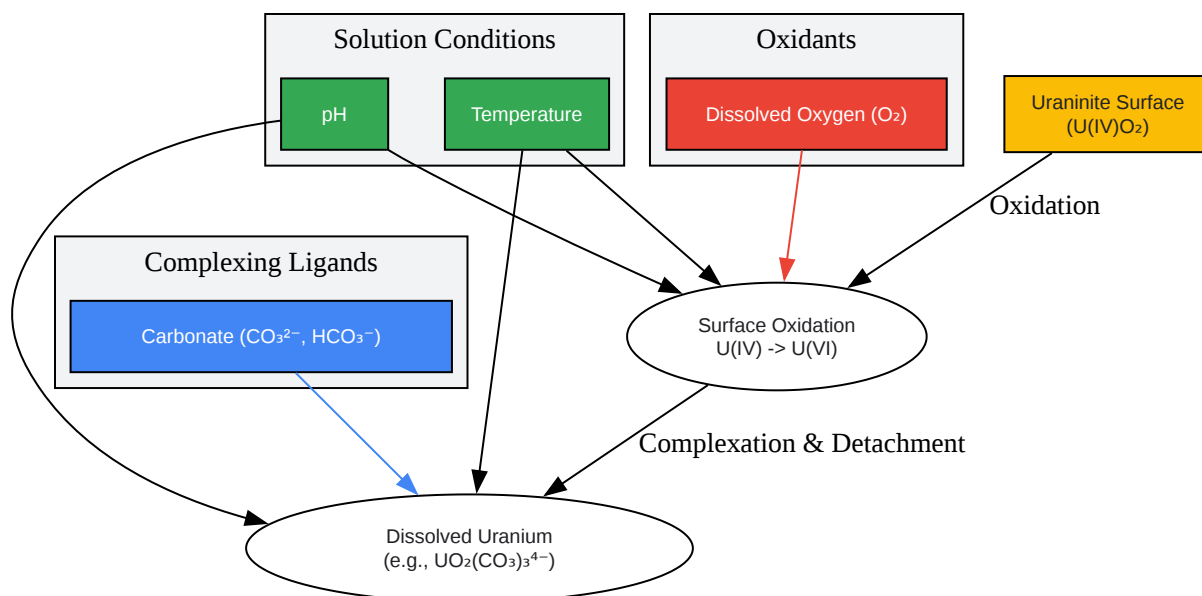 Solution Conditions
Oxidants
pH
Temperature
Dissolved Oxygen (O₂)
Uraninite Surface
(U(IV)O₂)
Oxidation
Complexing Ligands
Carbonate (CO₃²⁻, HCO₃⁻)
Surface Oxidation
U(IV) -> U(VI)
Complexation & Detachment
Dissolved Uranium
(e.g., UO₂(CO₃)₃⁴⁻)